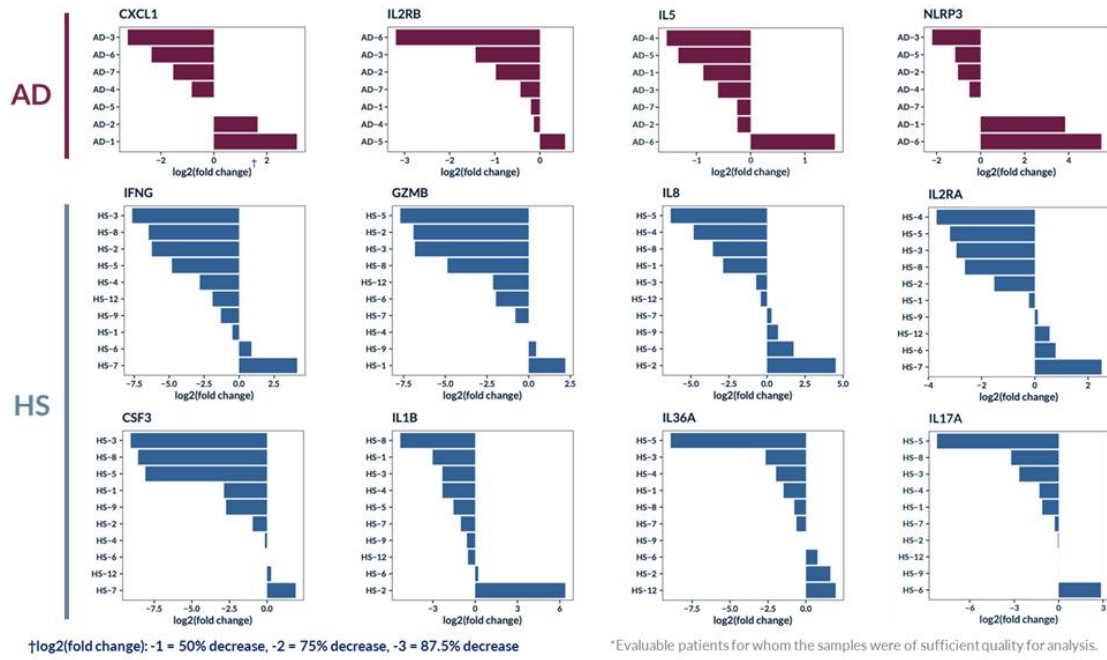 CXCL1 IL2RB IL5 NLRP3
AD
AD-3
AD-6
AD-7
AD-4
AD-5
AD-2
AD-1
-2 0 2
log2(fold change)†
AD-6
AD-3
AD-2
AD-7
AD-1
AD-4
AD-5
-3 -2 -1 0
log2(fold change)
AD-4
AD-5
AD-1
AD-3
AD-7
AD-2
AD-6
-1 0 1
log2(fold change)
AD-3
AD-5
AD-2
AD-4
AD-7
AD-1
AD-6
-2 0 2 4
log2(fold change)
HS
IFNG GZMB IL8 IL2RA
HS-3
HS-8
HS-2
HS-5
HS-4
HS-12
HS-9
HS-1
HS-6
HS-7
-7.5 -5.0 -2.5 0.0 2.5
log2(fold change)
HS-5
HS-2
HS-3
HS-8
HS-12
HS-6
HS-7
HS-4
HS-9
HS-1
-7.5 -5.0 -2.5 0.0 2.5
log2(fold change)
HS-5
HS-4
HS-8
HS-1
HS-3
HS-12
HS-7
HS-9
HS-6
HS-2
-5.0 -2.5 0.0 2.5 5.0
log2(fold change)
HS-4
HS-5
HS-3
HS-8
HS-2
HS-1
HS-9
HS-12
HS-6
HS-7
-4 -2 0 2
log2(fold change)
CSF3 IL1B IL36A IL17A
HS-3
HS-8
HS-5
HS-1
HS-9
HS-2
HS-4
HS-6
HS-12
HS-7
-7.5 -5.0 -2.5 0.0
log2(fold change)
HS-8
HS-1
HS-3
HS-4
HS-5
HS-7
HS-9
HS-12
HS-6
HS-2
-3 0 3 6
log2(fold change)
HS-5
HS-3
HS-4
HS-1
HS-8
HS-7
HS-9
HS-6
HS-2
HS-12
-7.5 -5.0 -2.5 0.0
log2(fold change)
HS-5
HS-8
HS-3
HS-4
HS-1
HS-7
HS-2
HS-12
HS-9
HS-6
-6 -3 0 3
log2(fold change)
†log2(fold change): -1 = 50% decrease, -2 = 75% decrease, -3 = 87.5% decrease
*Evaluable patients for whom the samples were of sufficient quality for analysis.